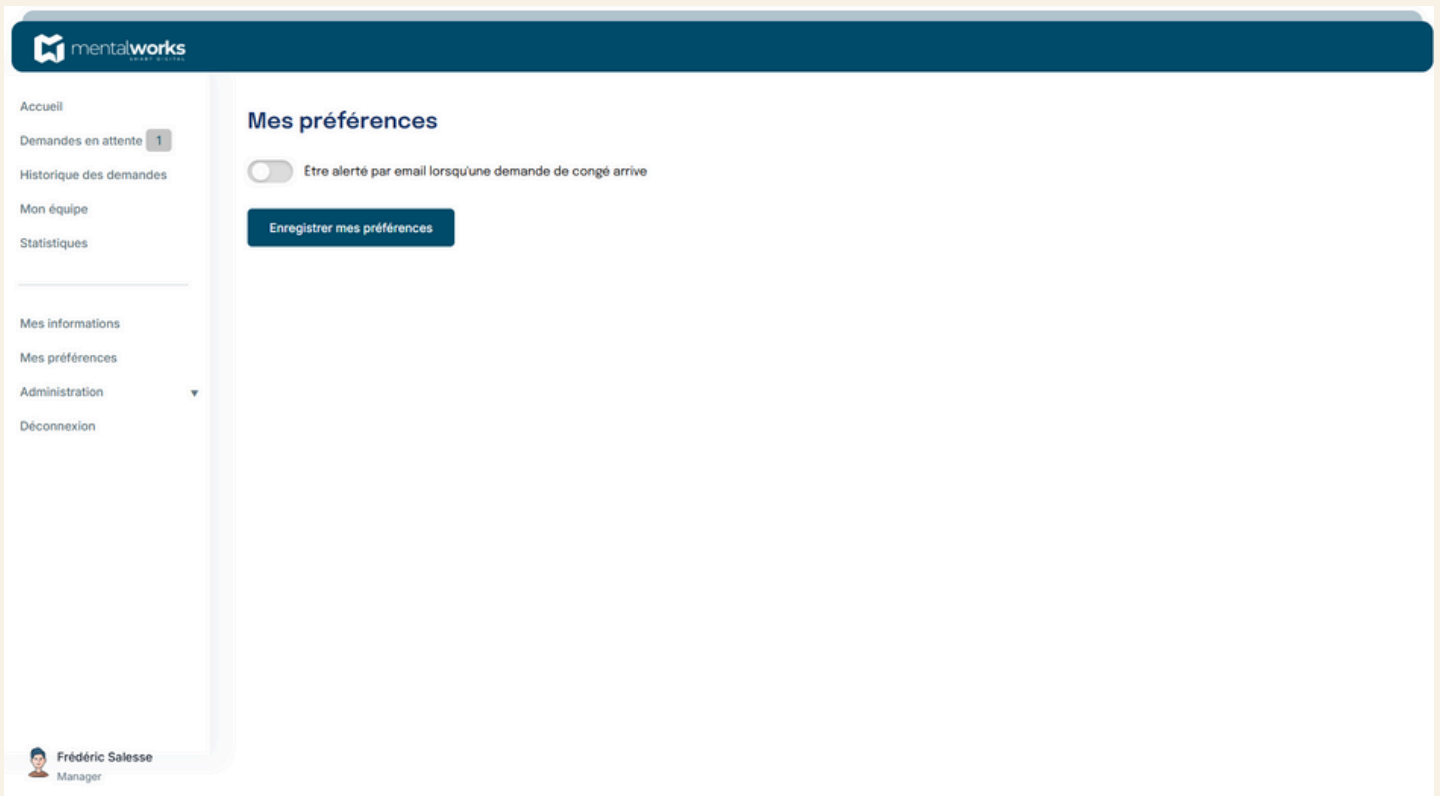 mentalworks
SMART DIGITAL
Accueil
Demandes en attente 1
Historique des demandes
Mon équipe
Statistiques
Mes informations
Mes préférences
Administration ▼
Déconnexion
Frédéric Salesse
Manager
Mes préférences
Être alerté par email lorsqu'une demande de congé arrive
Enregistrer mes préférences